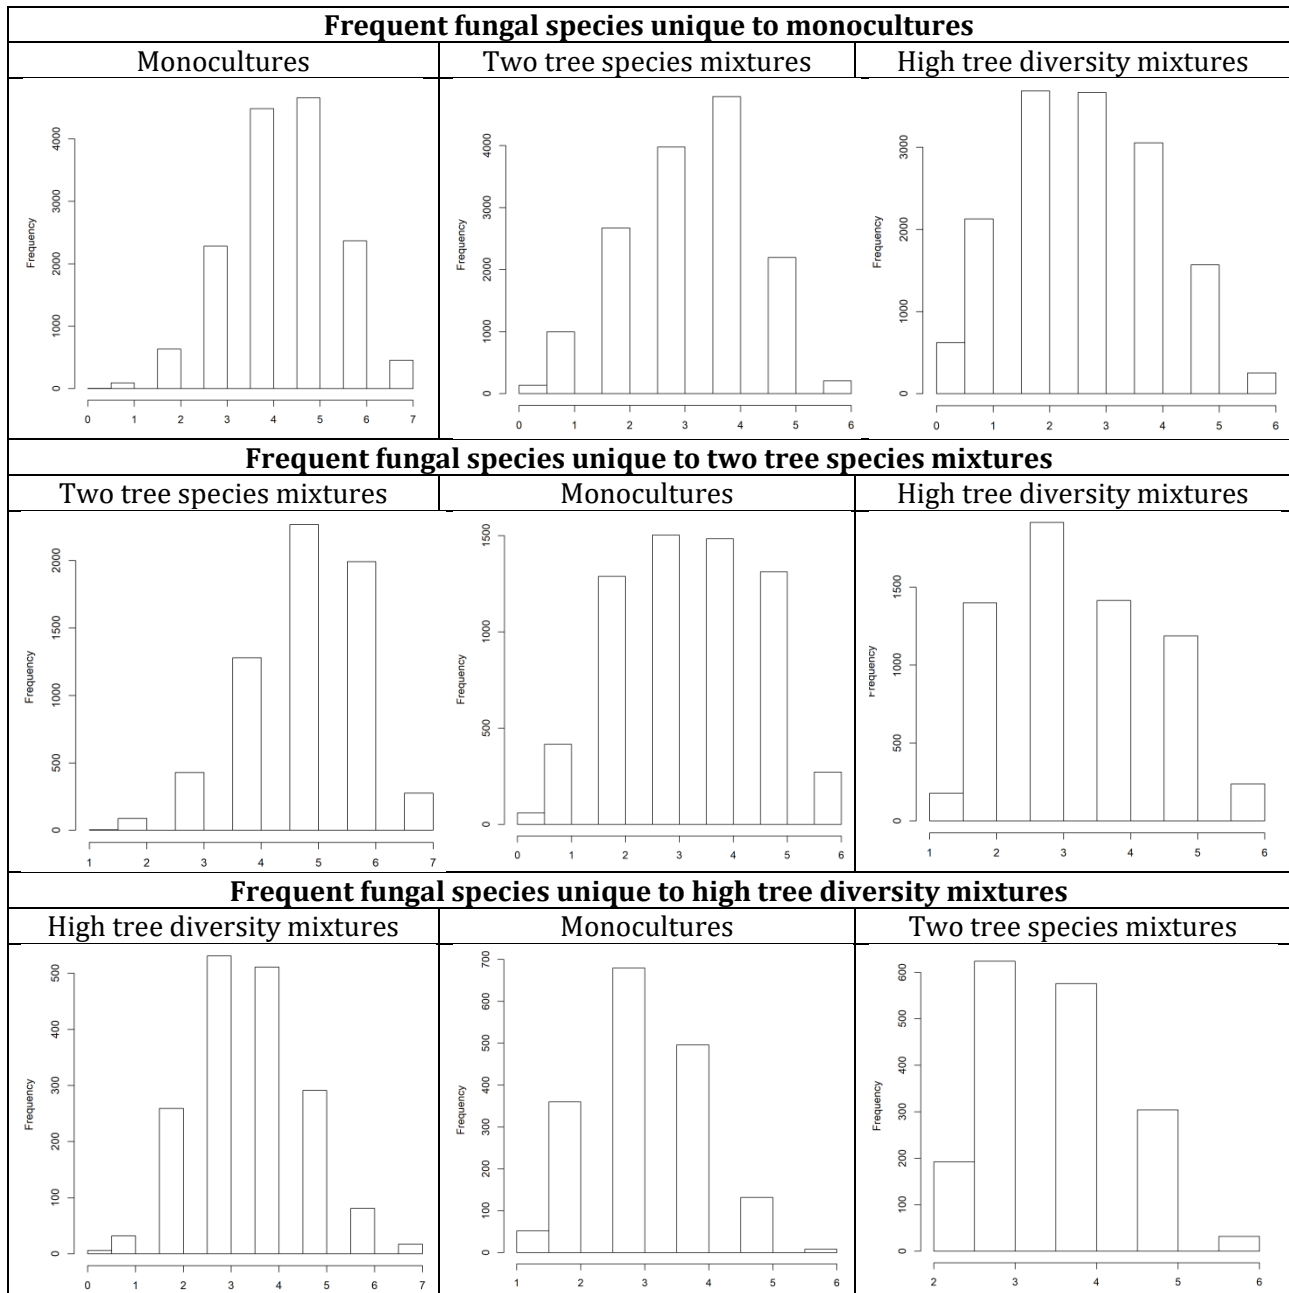 Frequent fungal species unique to monocultures
Monocultures
Two tree species mixtures
High tree diversity mixtures
Frequency
0 1000 2000 3000 4000
0 1 2 3 4 5 6 7
Frequency
0 1000 2000 3000 4000
1 2 3 4 5 6
Frequency
0 1000 2000 3000
0 1 2 3 4 5 6
Frequent fungal species unique to two tree species mixtures
Two tree species mixtures
Monocultures
High tree diversity mixtures
Frequency
0 500 1000 1500 2000
1 2 3 4 5 6 7
Frequency
0 500 1000 1500
0 1 2 3 4 5 6
Frequency
0 500 1000 1500
1 2 3 4 5 6
Frequent fungal species unique to high tree diversity mixtures
High tree diversity mixtures
Monocultures
Two tree species mixtures
Frequency
0 100 200 300 400 500
0 1 2 3 4 5 6 7
Frequency
0 100 200 300 400 500 600 700
1 2 3 4 5 6
Frequency
0 100 200 300 400 500 600
2 3 4 5 6